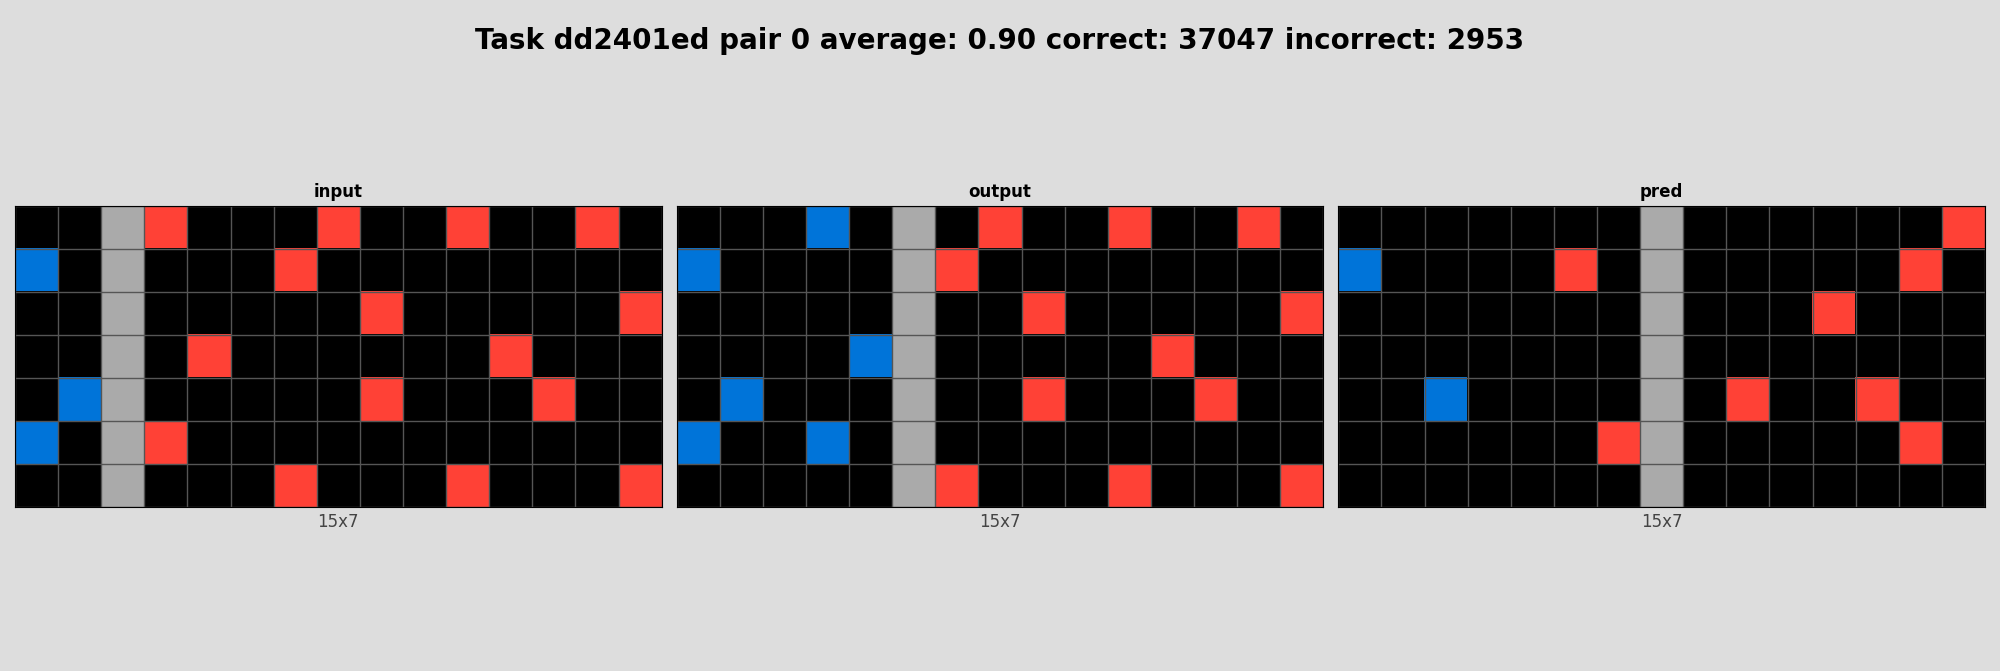 Task dd2401ed pair 0 average: 0.90 correct: 37047 incorrect: 2953
input
output
pred
15x7
15x7
15x7